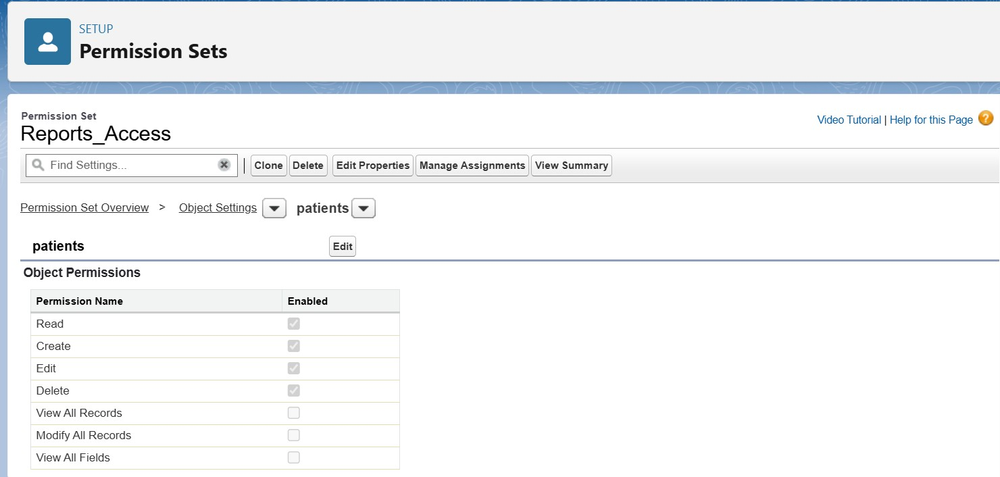 SETUP
Permission Sets
Permission Set
Reports_Access
Video Tutorial | Help for this Page ?
Find Settings...
Clone Delete Edit Properties Manage Assignments View Summary
Permission Set Overview > Object Settings patients
patients Edit
Object Permissions
Permission Name Enabled
Read
Create
Edit
Delete
View All Records
Modify All Records
View All Fields